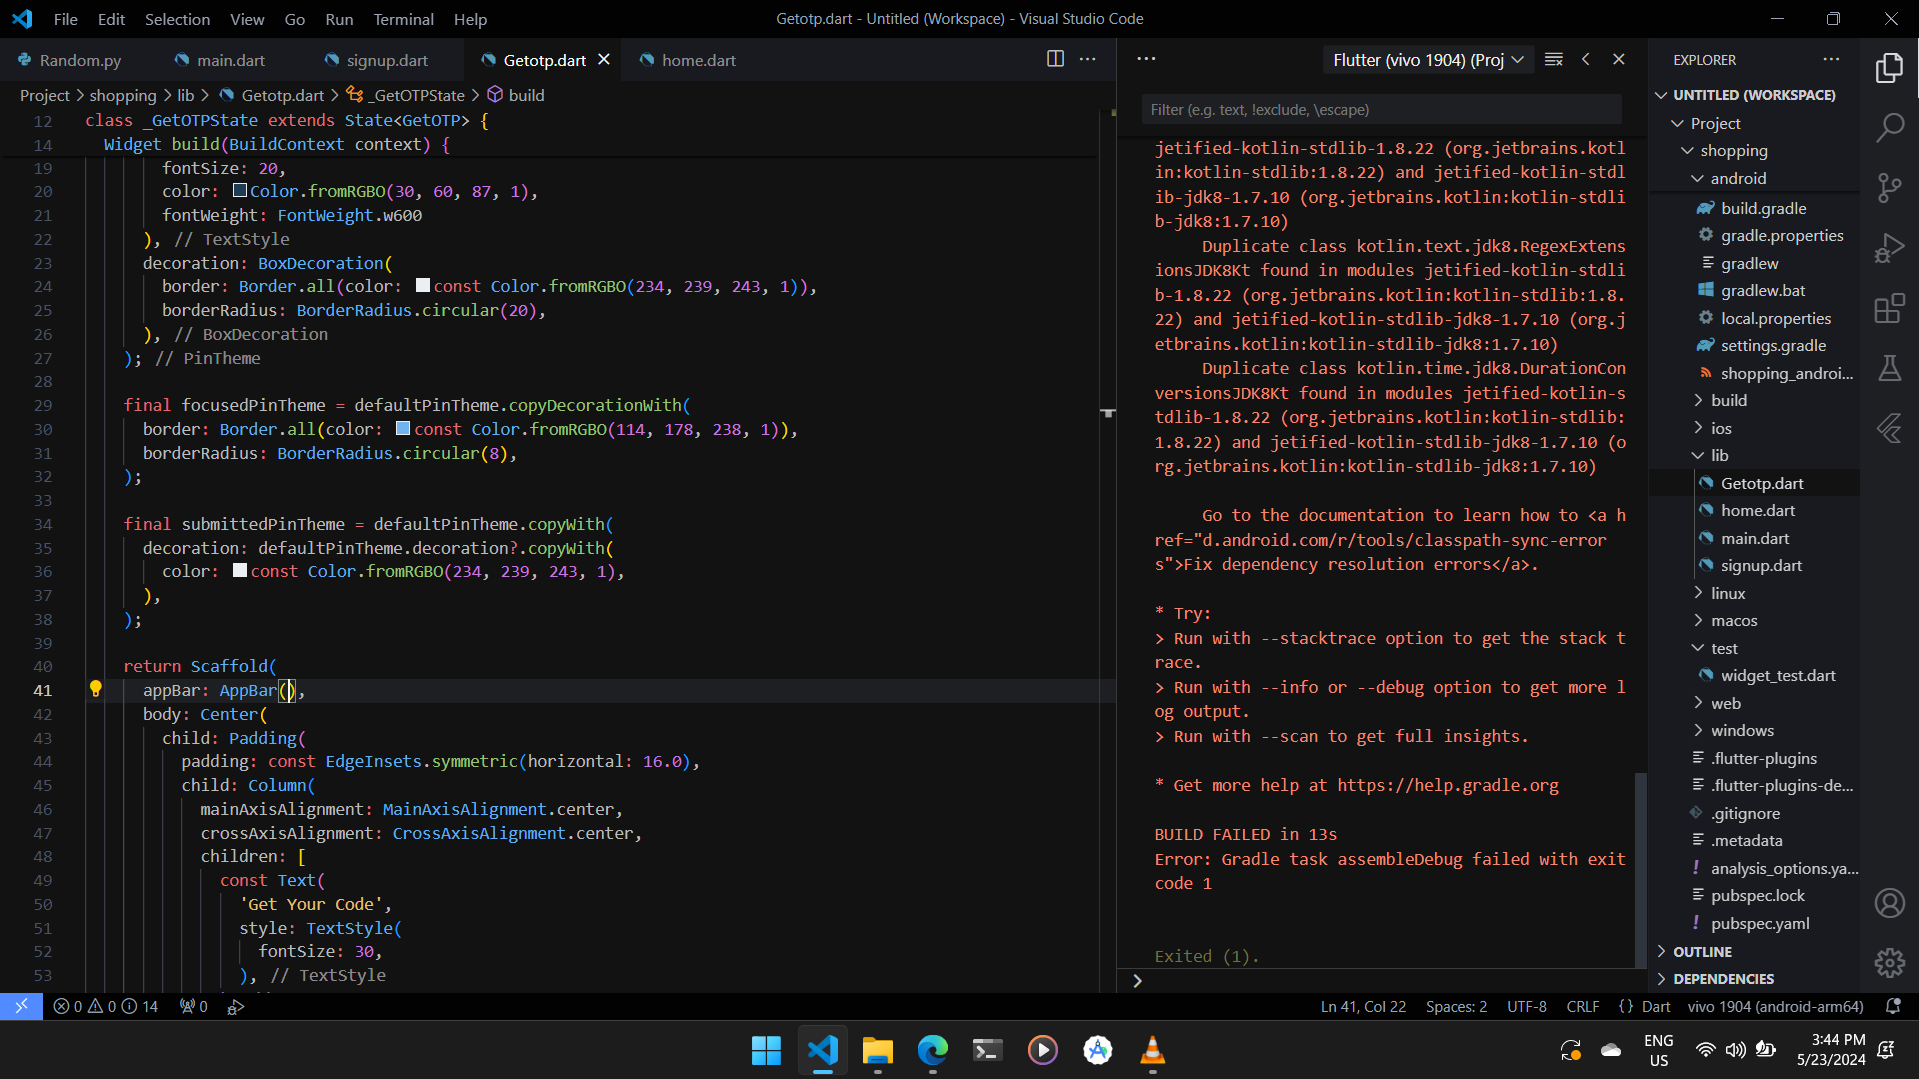 File Edit Selection View Go Run Terminal Help
Getotp.dart - Untitled (Workspace) - Visual Studio Code
Random.py main.dart signup.dart Getotp.dart home.dart
Project > shopping > lib > Getotp.dart > _GetOTPState > build
12 class _GetOTPState extends State<GetOTP> {
14 Widget build(BuildContext context) {
19 fontSize: 20,
20 color: Color.fromRGBO(30, 60, 87, 1),
21 fontWeight: FontWeight.w600
22 ), // TextStyle
23 decoration: BoxDecoration(
24 border: Border.all(color: const Color.fromRGBO(234, 239, 243, 1)),
25 borderRadius: BorderRadius.circular(20),
26 ), // BoxDecoration
27 ); // PinTheme
28
29 final focusedPinTheme = defaultPinTheme.copyDecorationWith(
30 border: Border.all(color: const Color.fromRGBO(114, 178, 238, 1)),
31 borderRadius: BorderRadius.circular(8),
32 );
33
34 final submittedPinTheme = defaultPinTheme.copyWith(
35 decoration: defaultPinTheme.decoration?.copyWith(
36 color: const Color.fromRGBO(234, 239, 243, 1),
37 ),
38 );
39
40 return Scaffold(
41 appBar: AppBar(),
42 body: Center(
43 child: Padding(
44 padding: const EdgeInsets.symmetric(horizontal: 16.0),
45 child: Column(
46 mainAxisAlignment: MainAxisAlignment.center,
47 crossAxisAlignment: CrossAxisAlignment.center,
48 children: [
49 const Text(
50 'Get Your Code',
51 style: TextStyle(
52 fontSize: 30,
53 ), // TextStyle
Flutter (vivo 1904) (Proj
Filter (e.g. text, !exclude, \escape)
jetified-kotlin-stdlib-1.8.22 (org.jetbrains.kotl
in:kotlin-stdlib:1.8.22) and jetified-kotlin-stdl
ib-jdk8-1.7.10 (org.jetbrains.kotlin:kotlin-stdli
b-jdk8:1.7.10)
Duplicate class kotlin.text.jdk8.RegexExtens
ionsJDK8Kt found in modules jetified-kotlin-stdli
b-1.8.22 (org.jetbrains.kotlin:kotlin-stdlib:1.8.
22) and jetified-kotlin-stdlib-jdk8-1.7.10 (org.j
etbrains.kotlin:kotlin-stdlib-jdk8:1.7.10)
Duplicate class kotlin.time.jdk8.DurationCon
versionsJDK8Kt found in modules jetified-kotlin-s
tdlib-1.8.22 (org.jetbrains.kotlin:kotlin-stdlib:
1.8.22) and jetified-kotlin-stdlib-jdk8-1.7.10 (o
rg.jetbrains.kotlin:kotlin-stdlib-jdk8:1.7.10)
Go to the documentation to learn how to <a h
ref="d.android.com/r/tools/classpath-sync-error
s">Fix dependency resolution errors</a>.
* Try:
> Run with --stacktrace option to get the stack t
race.
> Run with --info or --debug option to get more l
og output.
> Run with --scan to get full insights.
* Get more help at https://help.gradle.org
BUILD FAILED in 13s
Error: Gradle task assembleDebug failed with exit
code 1
Exited (1).
EXPLORER
UNTITLED (WORKSPACE)
Project
shopping
android
build.gradle
gradle.properties
gradlew
gradlew.bat
local.properties
settings.gradle
shopping_androi...
build
ios
lib
Getotp.dart
home.dart
main.dart
signup.dart
linux
macos
test
widget_test.dart
web
windows
.flutter-plugins
.flutter-plugins-de...
.gitignore
.metadata
analysis_options.ya...
pubspec.lock
pubspec.yaml
OUTLINE
DEPENDENCIES
0 0 14 0
Ln 41, Col 22 Spaces: 2 UTF-8 CRLF {} Dart vivo 1904 (android-arm64)
ENG
US
3:44 PM
5/23/2024